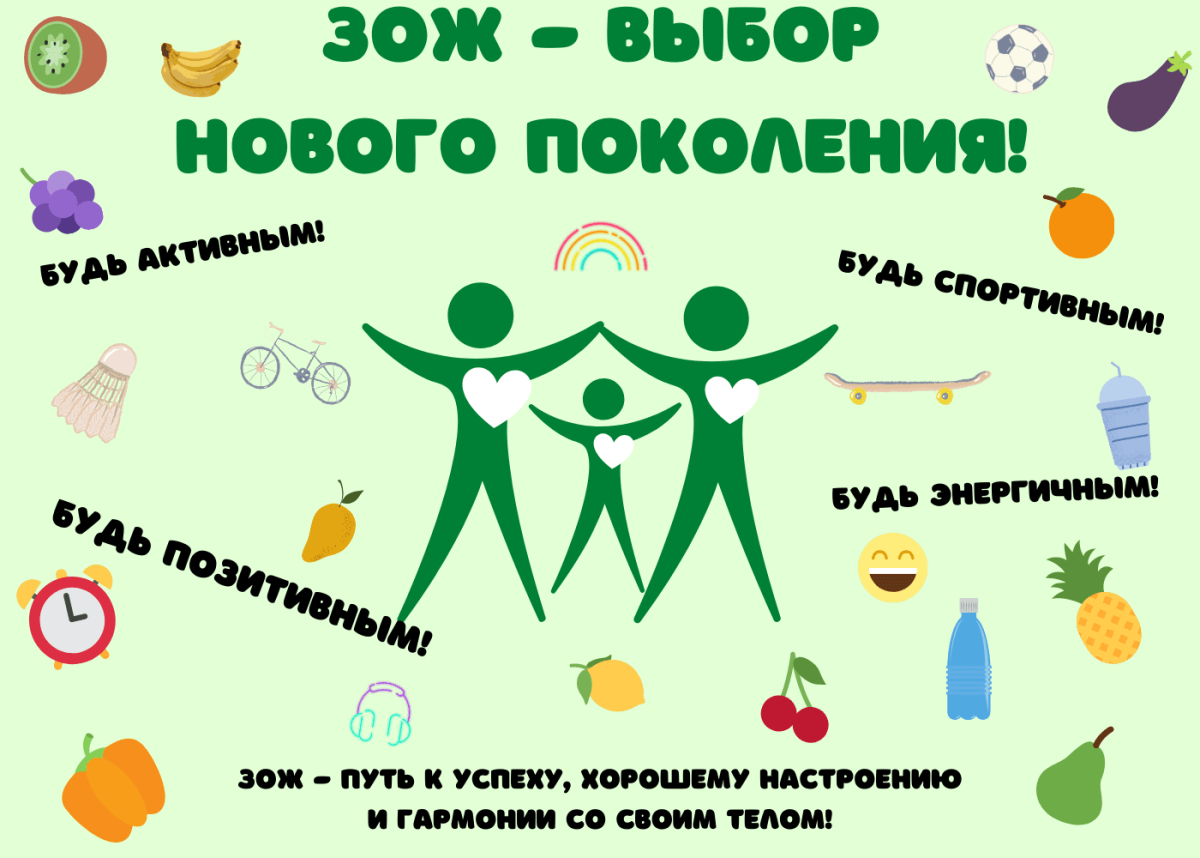 ЗОЖ – ВЫБОР
НОВОГО ПОКОЛЕНИЯ!
БУДЬ АКТИВНЫМ!
БУДЬ СПОРТИВНЫМ!
БУДЬ ЭНЕРГИЧНЫМ!
БУДЬ ПОЗИТИВНЫМ!
ЗОЖ – ПУТЬ К УСПЕХУ, ХОРОШЕМУ НАСТРОЕНИЮ
И ГАРМОНИИ СО СВОИМ ТЕЛОМ!